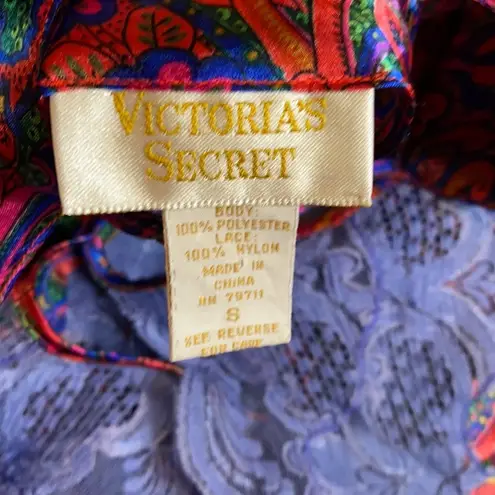 VICTORIA'S
SECRET
BODY:
100% POLYESTER
LACE:
100% NYLON
MADE IN
CHINA
RN 79711
S
SEE REVERSE
FOR CARE